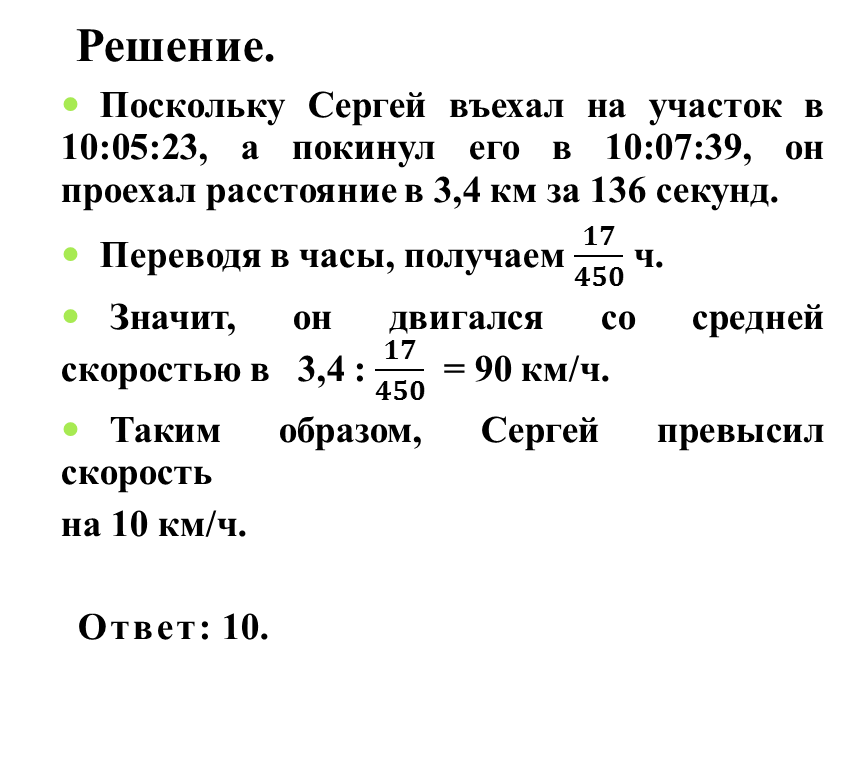 Решение.
• Поскольку Сергей въехал на участок в
10:05:23, а покинул его в 10:07:39, он
проехал расстояние в 3,4 км за 136 секунд.
• Переводя в часы, получаем 17/450 ч.
• Значит, он двигался со средней
скоростью в 3,4 : 17/450 = 90 км/ч.
• Таким образом, Сергей превысил
скорость
на 10 км/ч.
Ответ: 10.